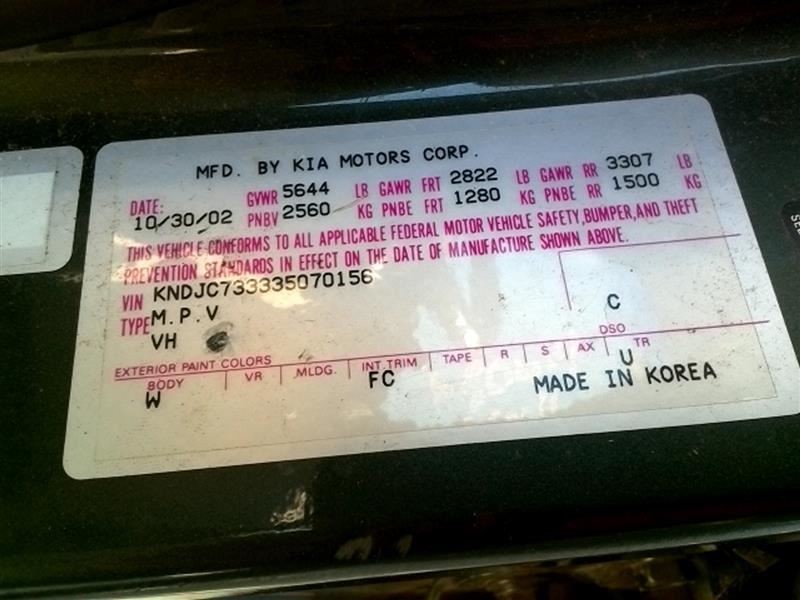 MFD. BY KIA MOTORS CORP.
DATE: GVWR 5644 LB GAWR FRT 2822 LB GAWR RR 3307 LB
10/30/02 PNBV 2560 KG PNBE FRT 1280 KG PNBE RR 1500 KG
THIS VEHICLE CONFORMS TO ALL APPLICABLE FEDERAL MOTOR VEHICLE SAFETY,BUMPER,AND THEFT
PREVENTION STANDARDS IN EFFECT ON THE DATE OF MANUFACTURE SHOWN ABOVE.
VIN KNDJC733335070156
TYPE M.P.V
VH C
DSO
EXTERIOR PAINT COLORS
BODY VR .MLDG. INT.TRIM TAPE R S AX TR
W FC U
MADE IN KOREA